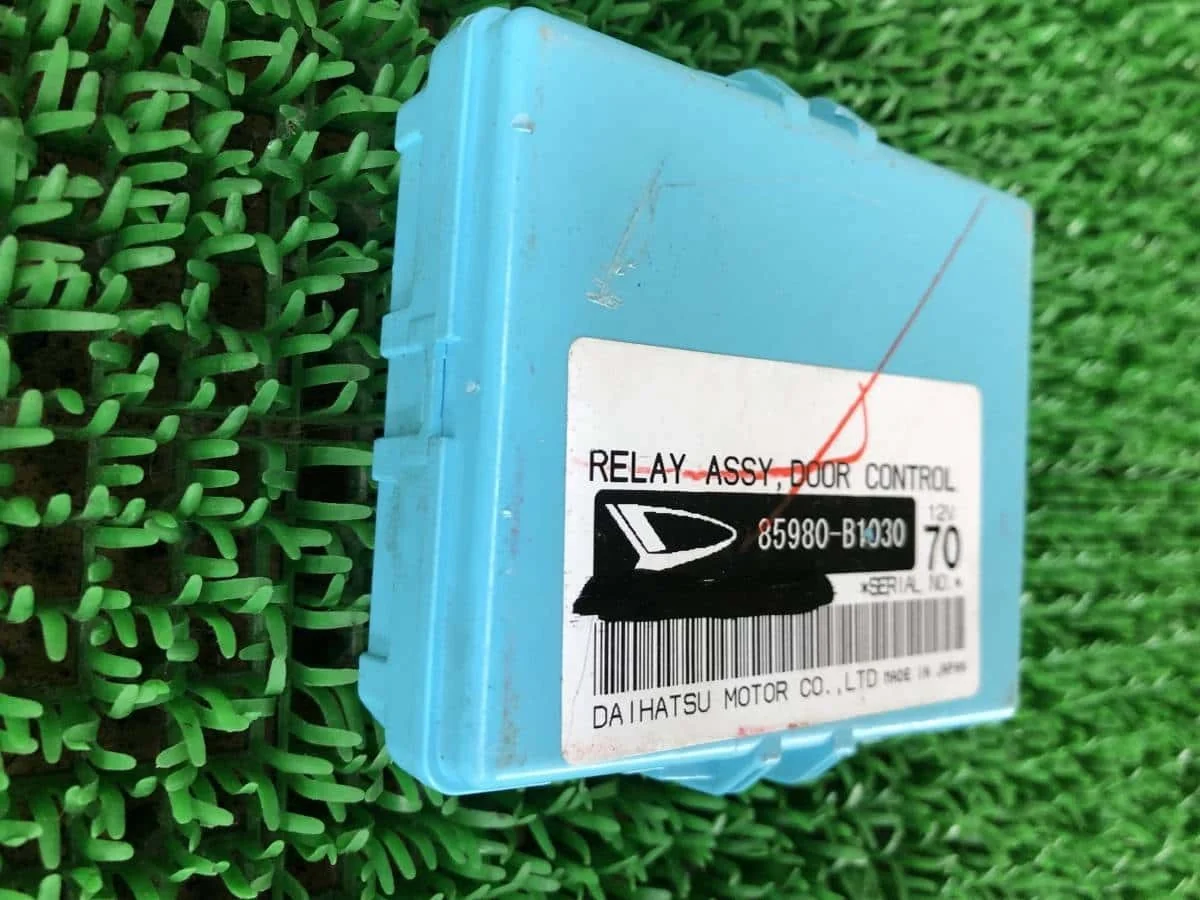 RELAY ASSY, DOOR CONTROL
85980-B1030
12V
70
*SERIAL NO.*
DAIHATSU MOTOR CO.,LTD MADE IN JAPAN